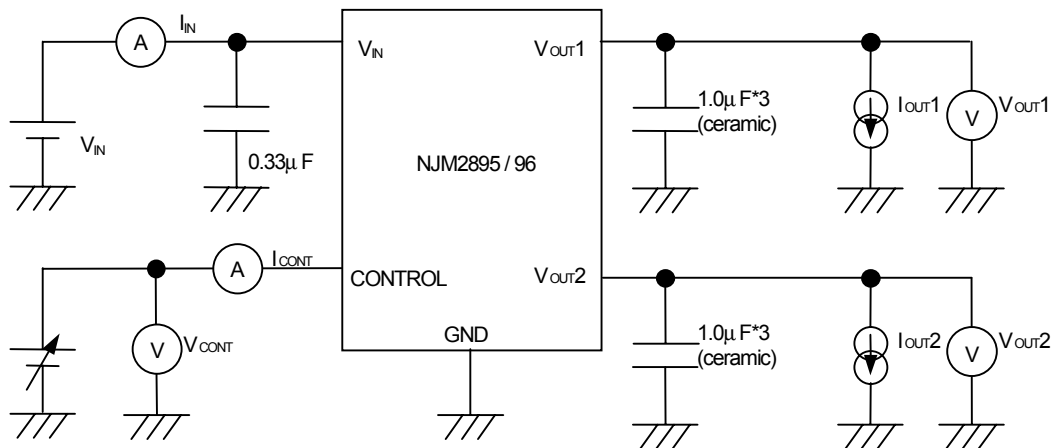 A
I_IN
V_IN
0.33μF
V_IN
NJM2895 / 96
V_OUT1
1.0μF*3
(ceramic)
I_OUT1
V
V_OUT1
A
I_CONT
V
V_CONT
CONTROL
GND
V_OUT2
1.0μF*3
(ceramic)
I_OUT2
V
V_OUT2